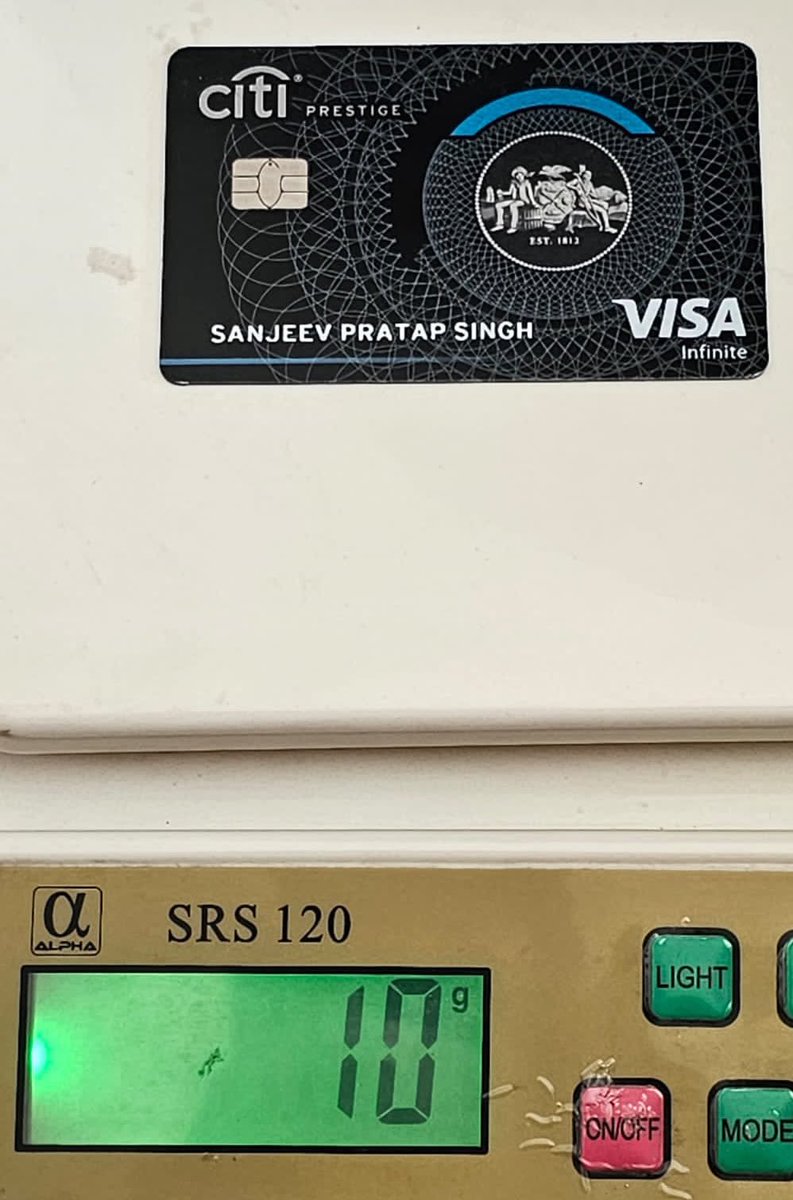 citi® PRESTIGE
EST. 1812
SANJEEV PRATAP SINGH
VISA
Infinite
α
ALPHA
SRS 120
10 g
LIGHT
ON/OFF
MODE